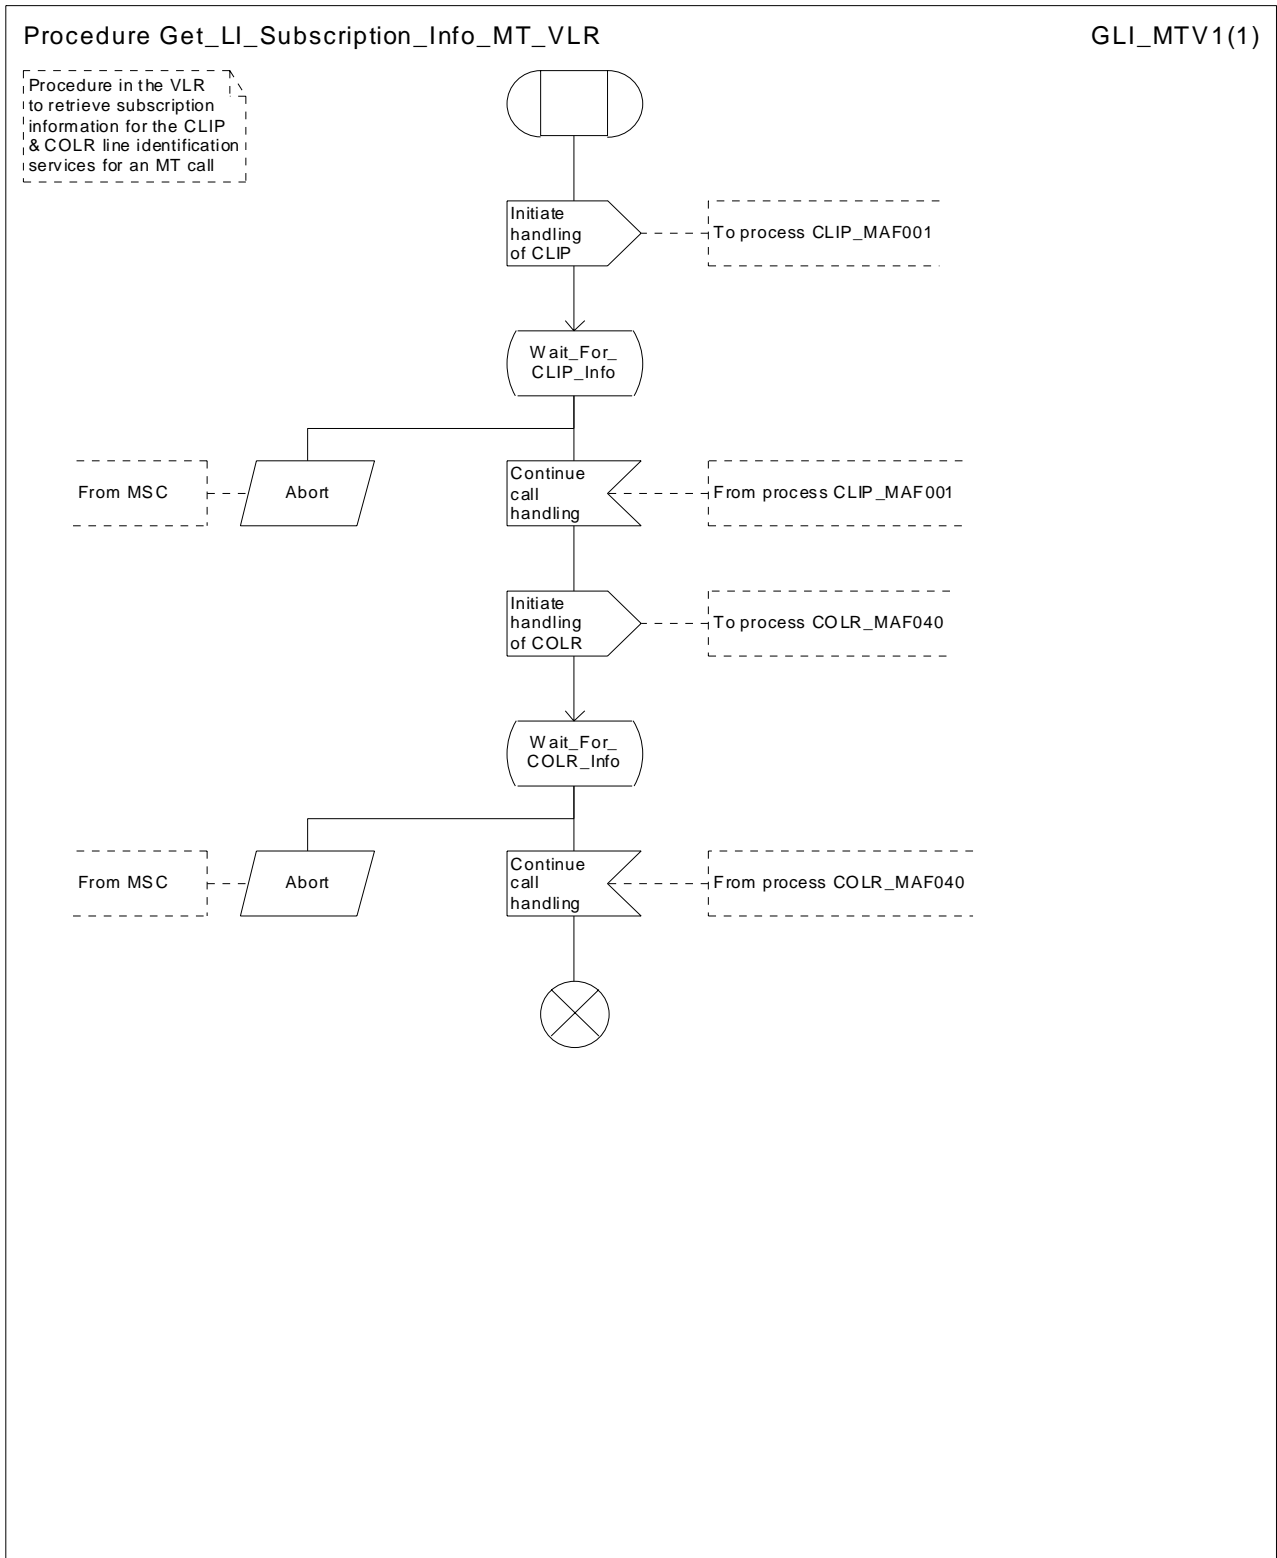 Procedure Get_LI_Subscription_Info_MT_VLR
GLI_MTV1(1)
Procedure in the VLR
to retrieve subscription
information for the CLIP
& COLR line identification
services for an MT call
Initiate
handling
of CLIP
To process CLIP_MAF001
Wait_For_
CLIP_Info
From MSC
Abort
Continue
call
handling
From process CLIP_MAF001
Initiate
handling
of COLR
To process COLR_MAF040
Wait_For_
COLR_Info
From MSC
Abort
Continue
call
handling
From process COLR_MAF040